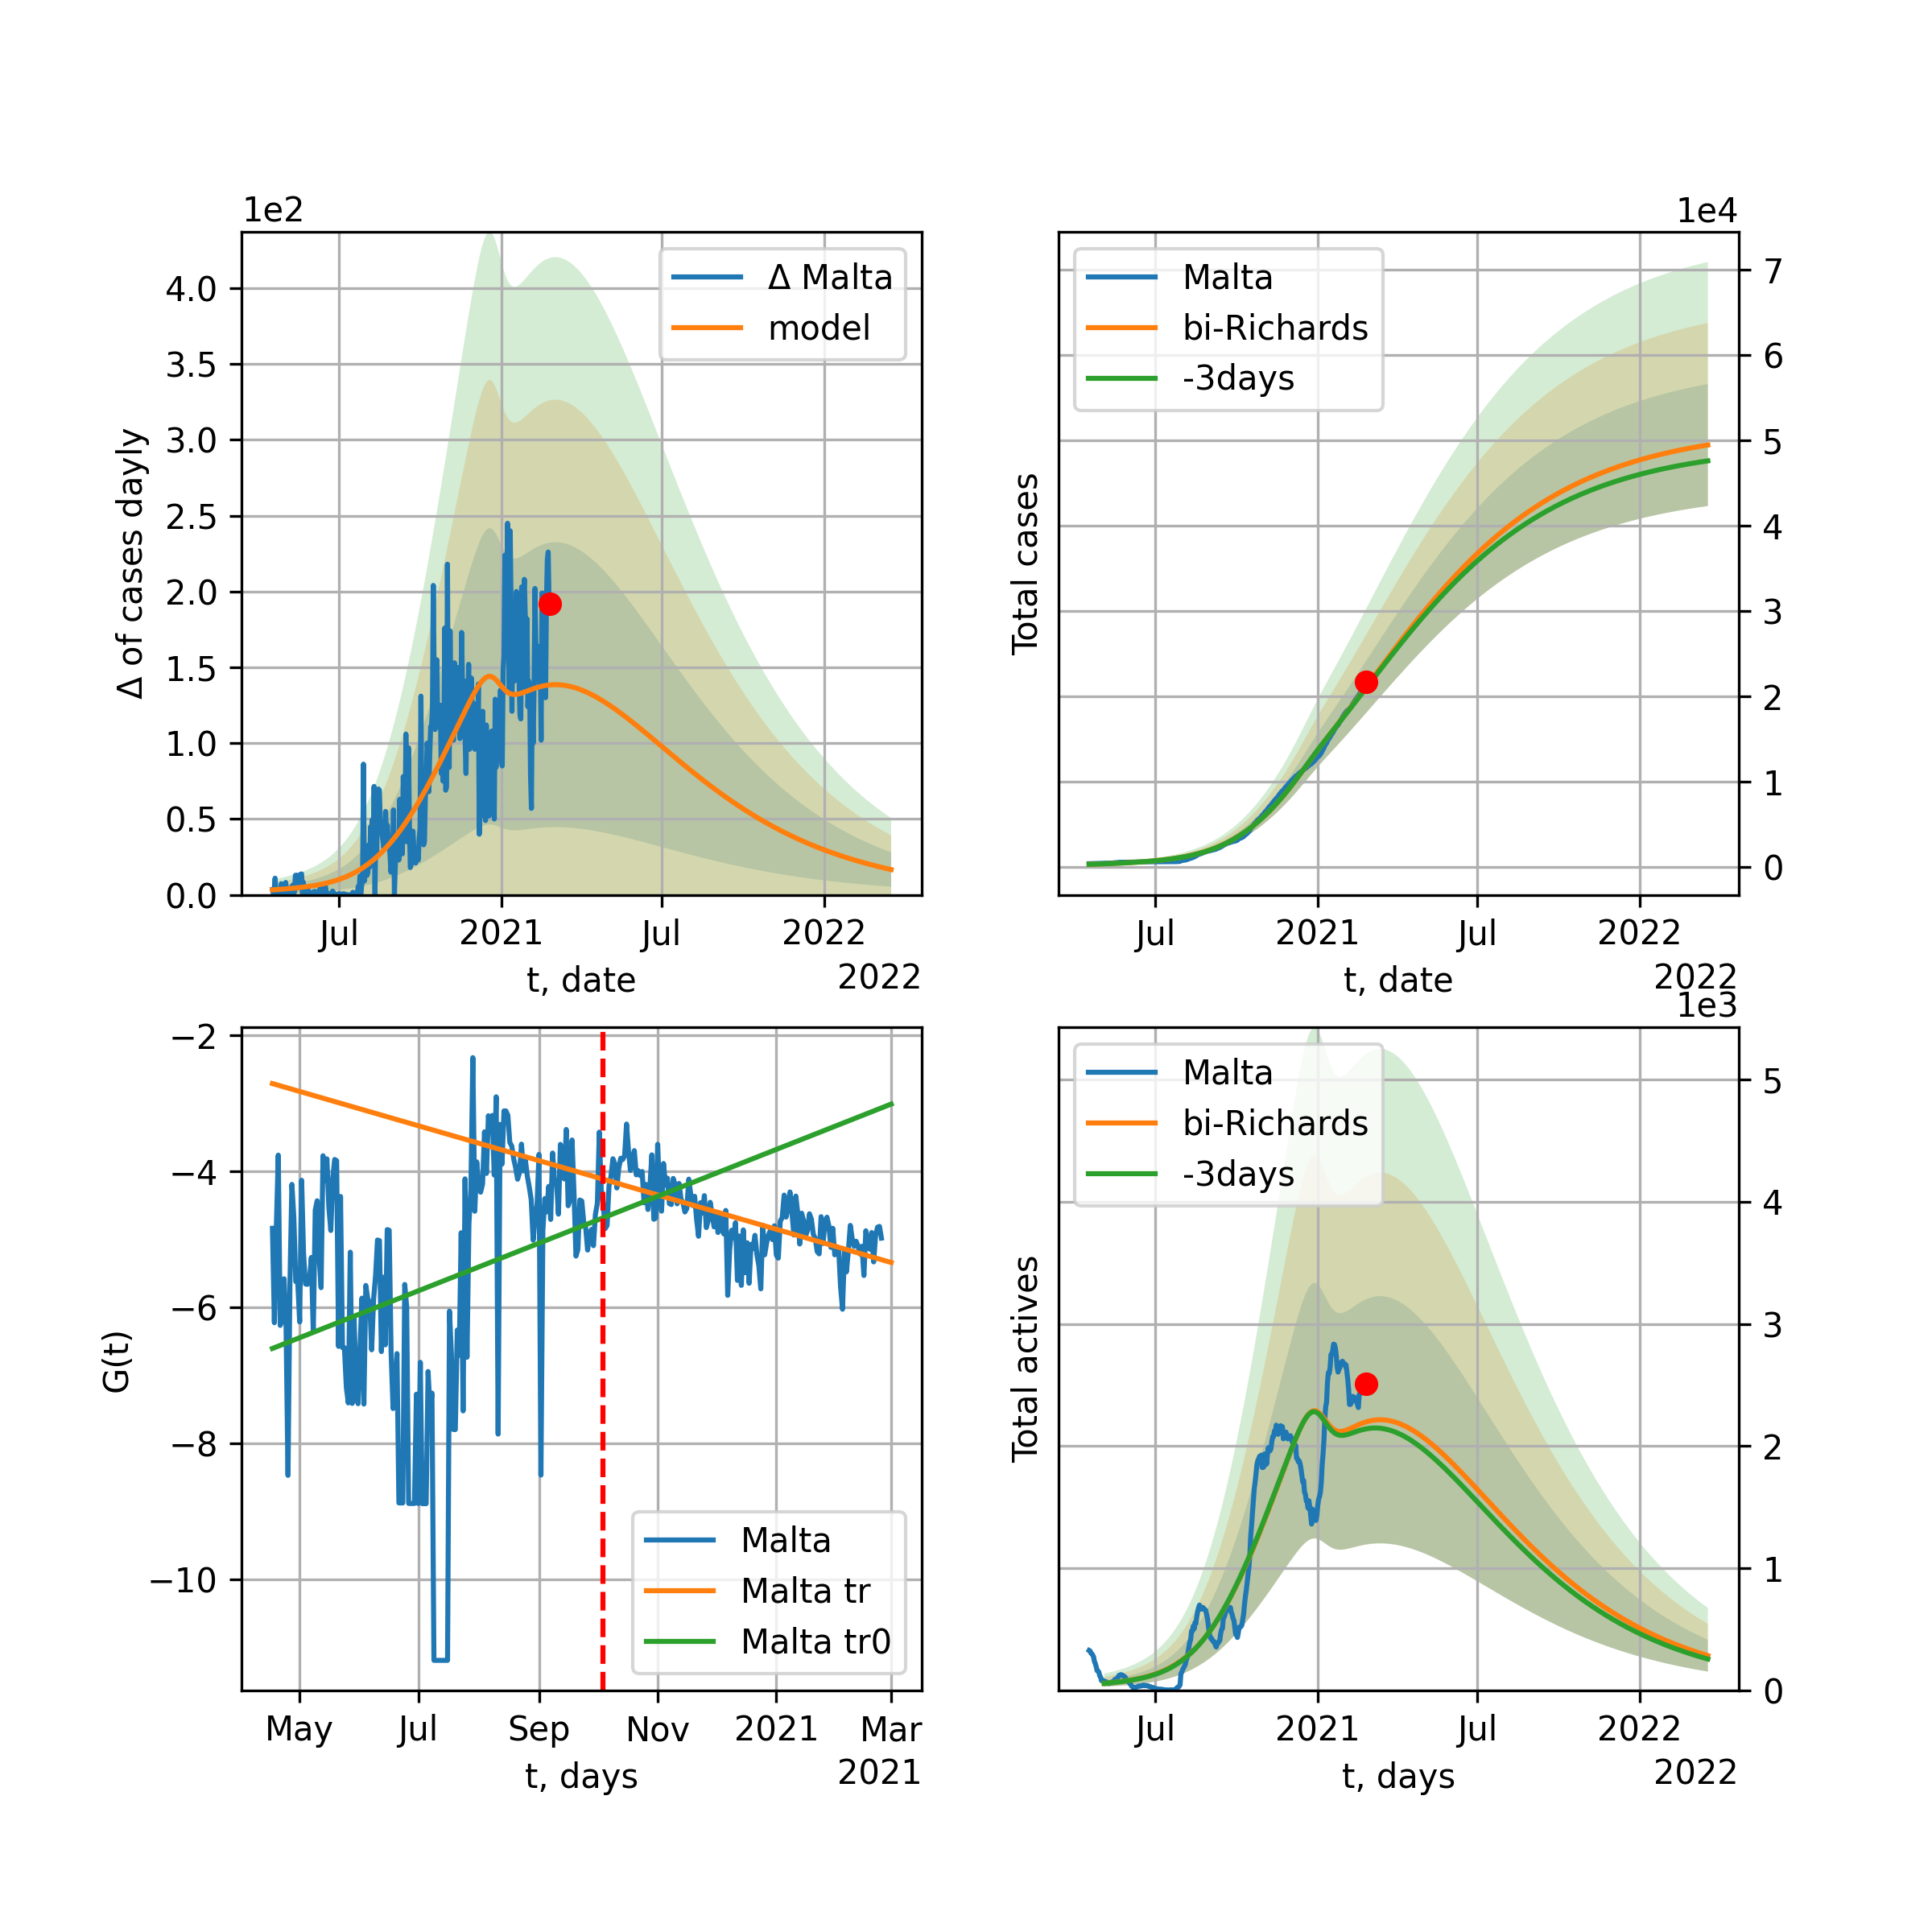 1e2
Δ of cases dayly
4.0
3.5
3.0
2.5
2.0
1.5
1.0
0.5
0.0
Δ Malta
model
Jul
2021
Jul
2022
t, date
2022
1e4
Total cases
Malta
bi-Richards
-3days
7
6
5
4
3
2
1
0
Jul
2021
Jul
2022
t, date
2022
G(t)
−2
−4
−6
−8
−10
Malta
Malta tr
Malta tr0
May
Jul
Sep
Nov
2021
Mar
t, days
2021
1e3
Total actives
Malta
bi-Richards
-3days
5
4
3
2
1
0
Jul
2021
Jul
2022
t, days
2022